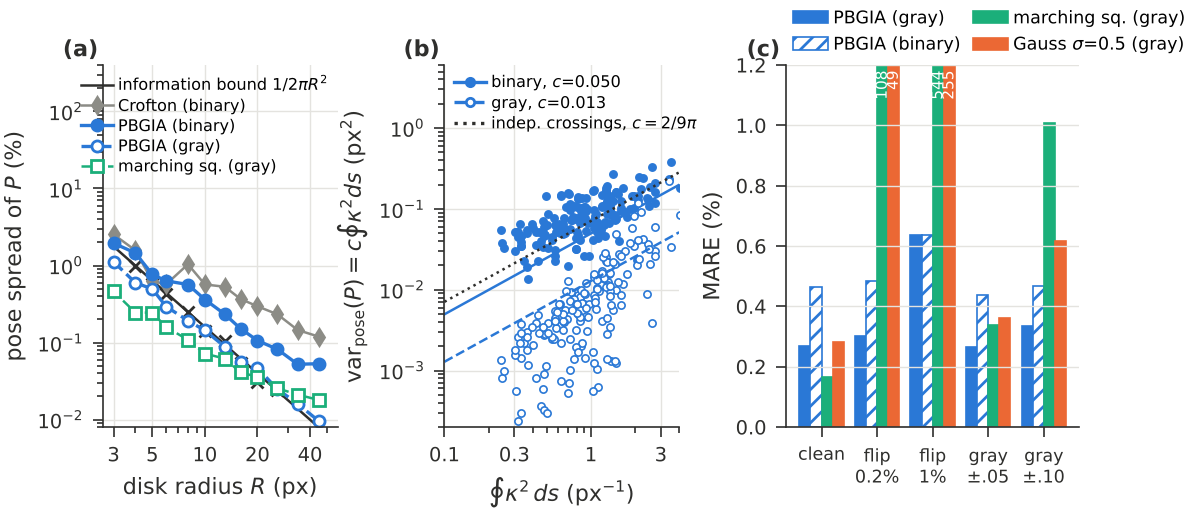 (a)
information bound 1/2πR²
Crofton (binary)
PBGIA (binary)
PBGIA (gray)
marching sq. (gray)
pose spread of P (%)
10²
10¹
10⁰
10⁻¹
10⁻²
3 5 10 20 40
disk radius R (px)
(b)
binary, c=0.050
gray, c=0.013
indep. crossings, c = 2/9π
var_pose(P) = c∮κ² ds (px²)
10⁰
10⁻¹
10⁻²
10⁻³
0.1 0.3 1 3
∮κ² ds (px⁻¹)
(c)
PBGIA (gray)
PBGIA (binary)
marching sq. (gray)
Gauss σ=0.5 (gray)
MARE (%)
1.2
1.0
0.8
0.6
0.4
0.2
0.0
108
49
544
255
clean flip gray
0.2%
flip
1%
gray
±.05
gray
±.10